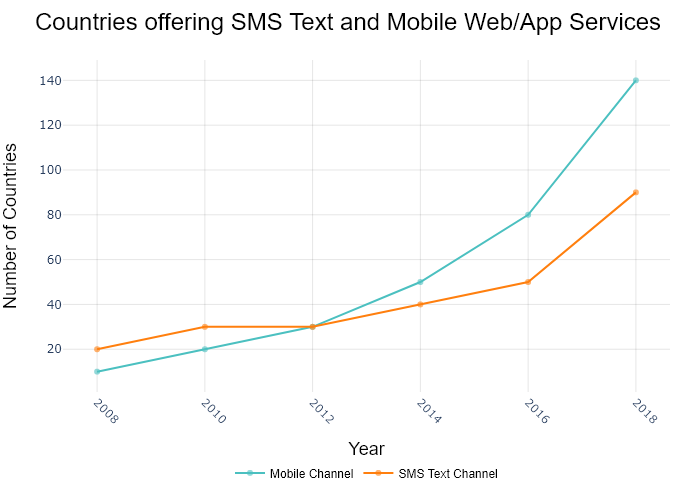 Countries offering SMS Text and Mobile Web/App Services
Number of Countries
140
120
100
80
60
40
20
2008
2010
2012
2014
2016
2018
Year
Mobile Channel
SMS Text Channel